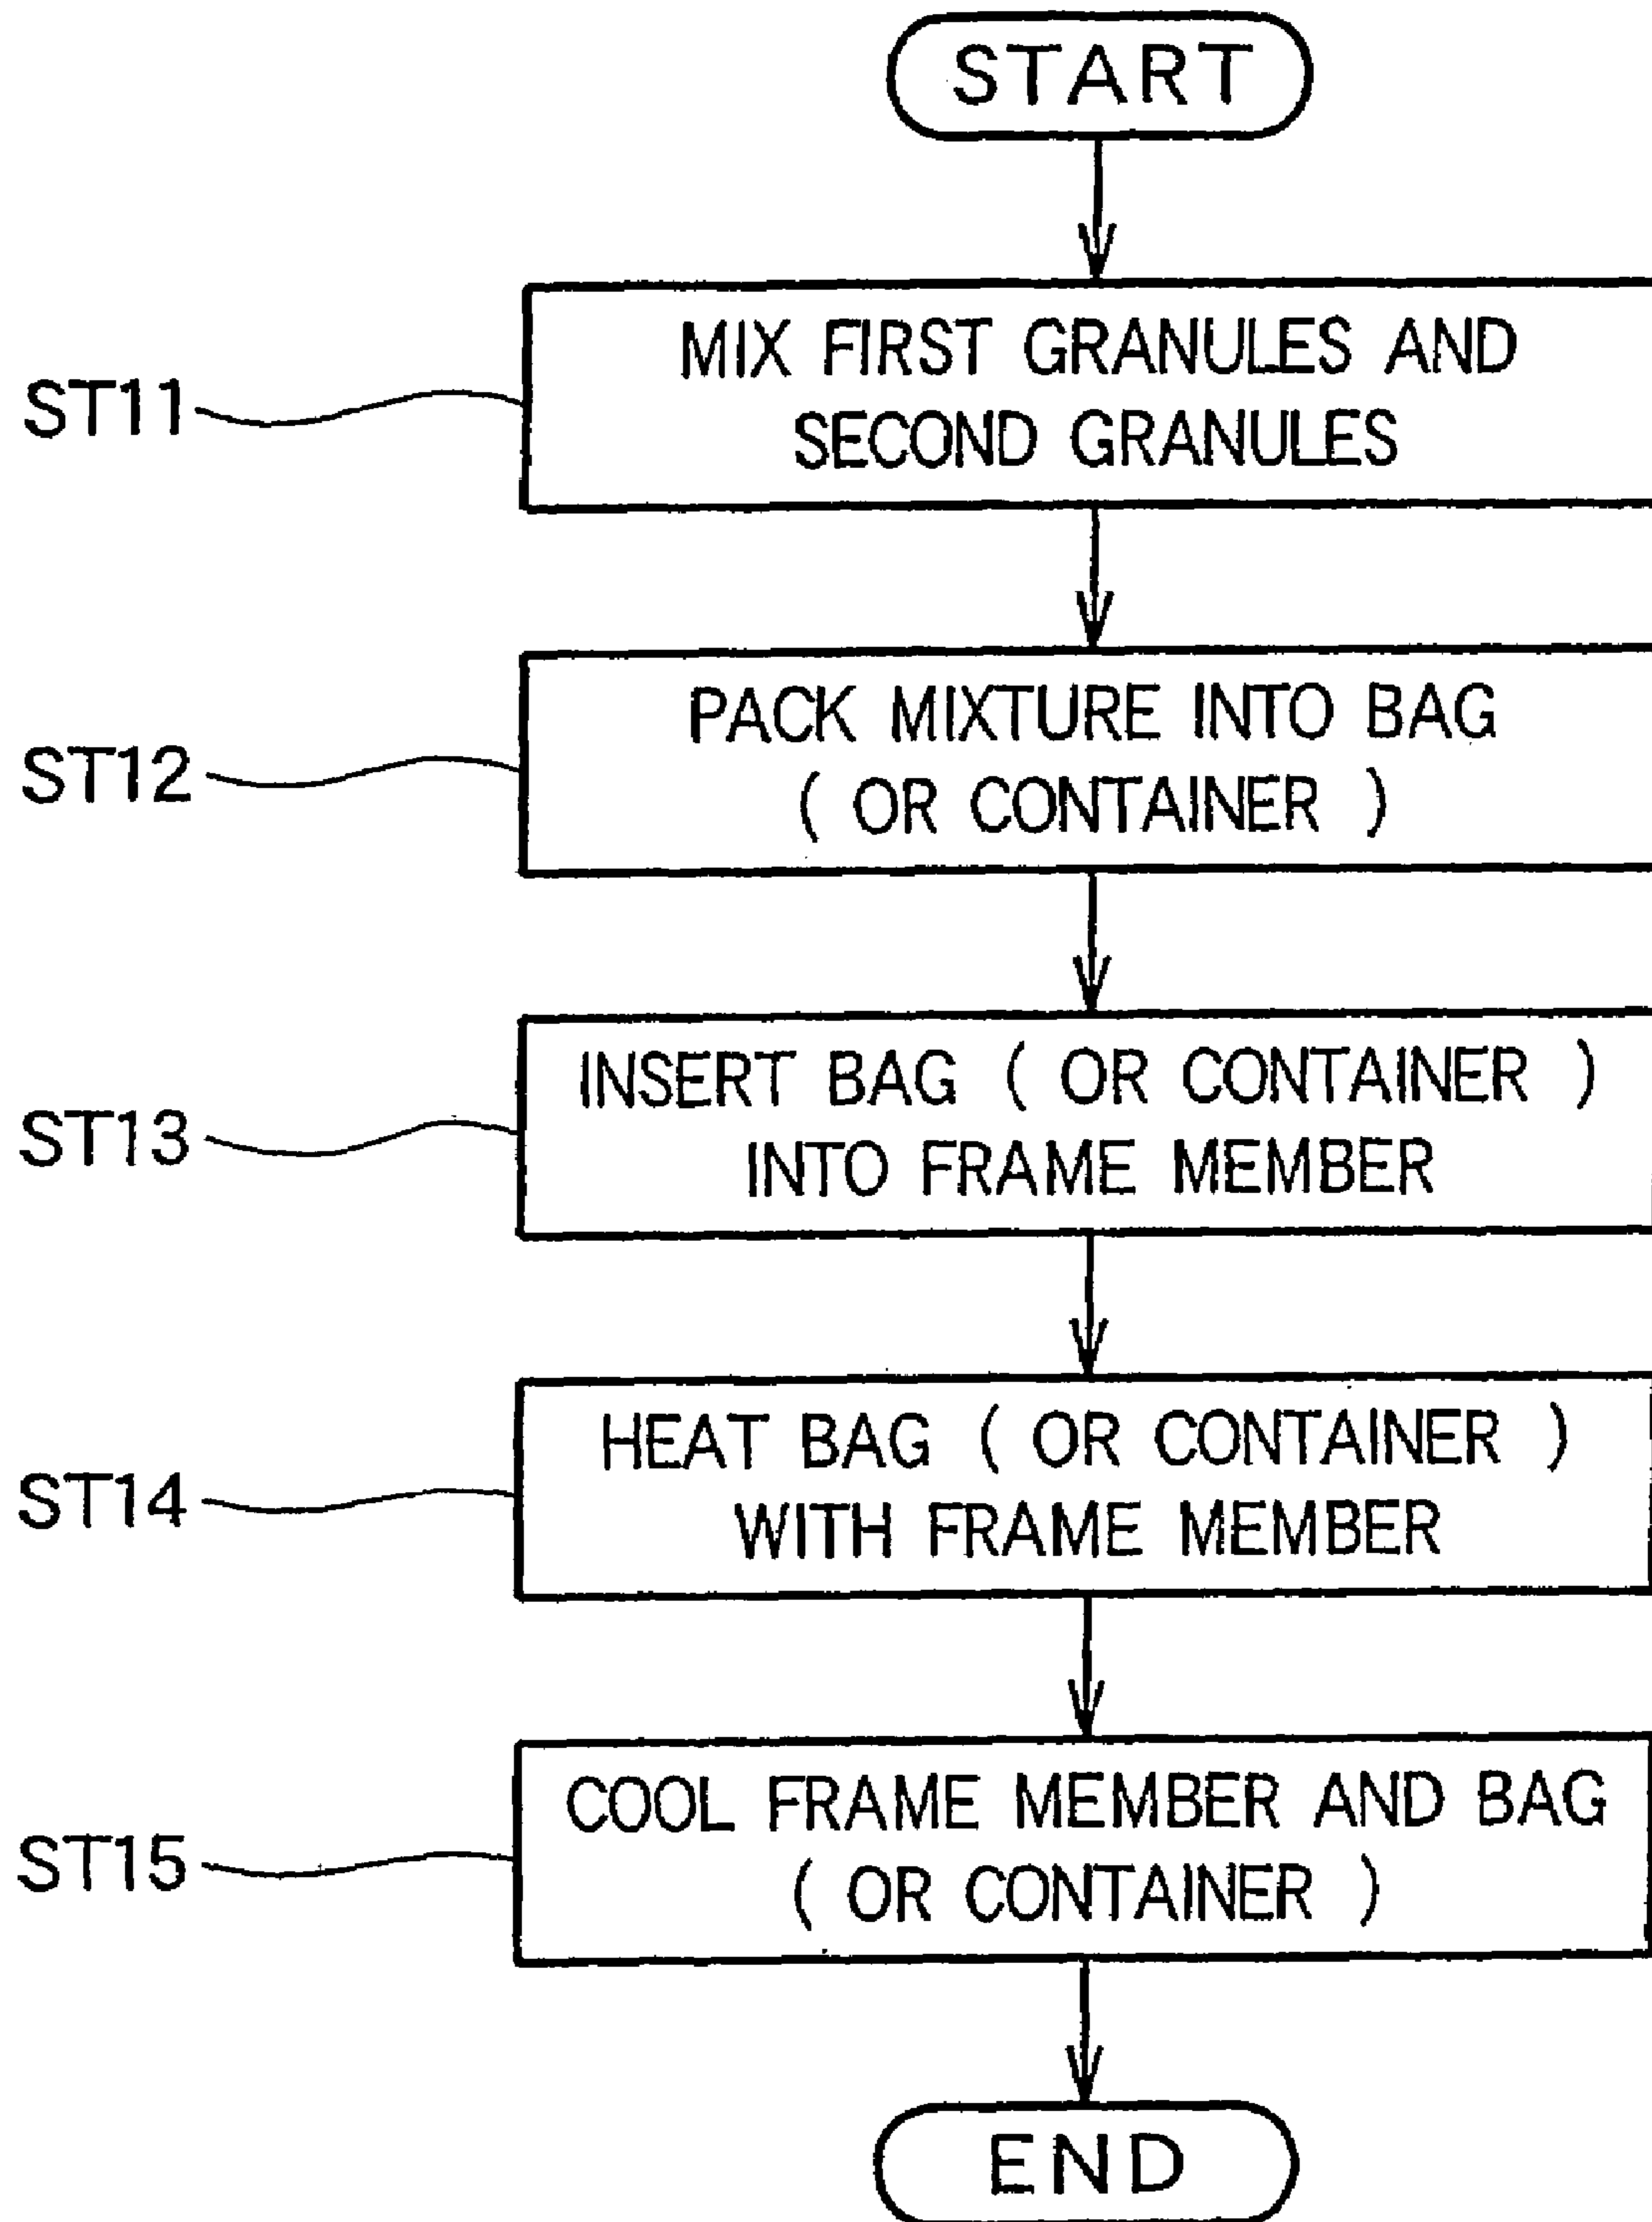 START
ST11
MIX FIRST GRANULES AND
SECOND GRANULES
ST12
PACK MIXTURE INTO BAG
( OR CONTAINER )
ST13
INSERT BAG ( OR CONTAINER )
INTO FRAME MEMBER
ST14
HEAT BAG ( OR CONTAINER )
WITH FRAME MEMBER
ST15
COOL FRAME MEMBER AND BAG
( OR CONTAINER )
END